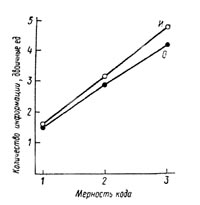 Количество информации, двоичные ед
5
4
3
2
1
И
θ
1 2 3
Мерность кода